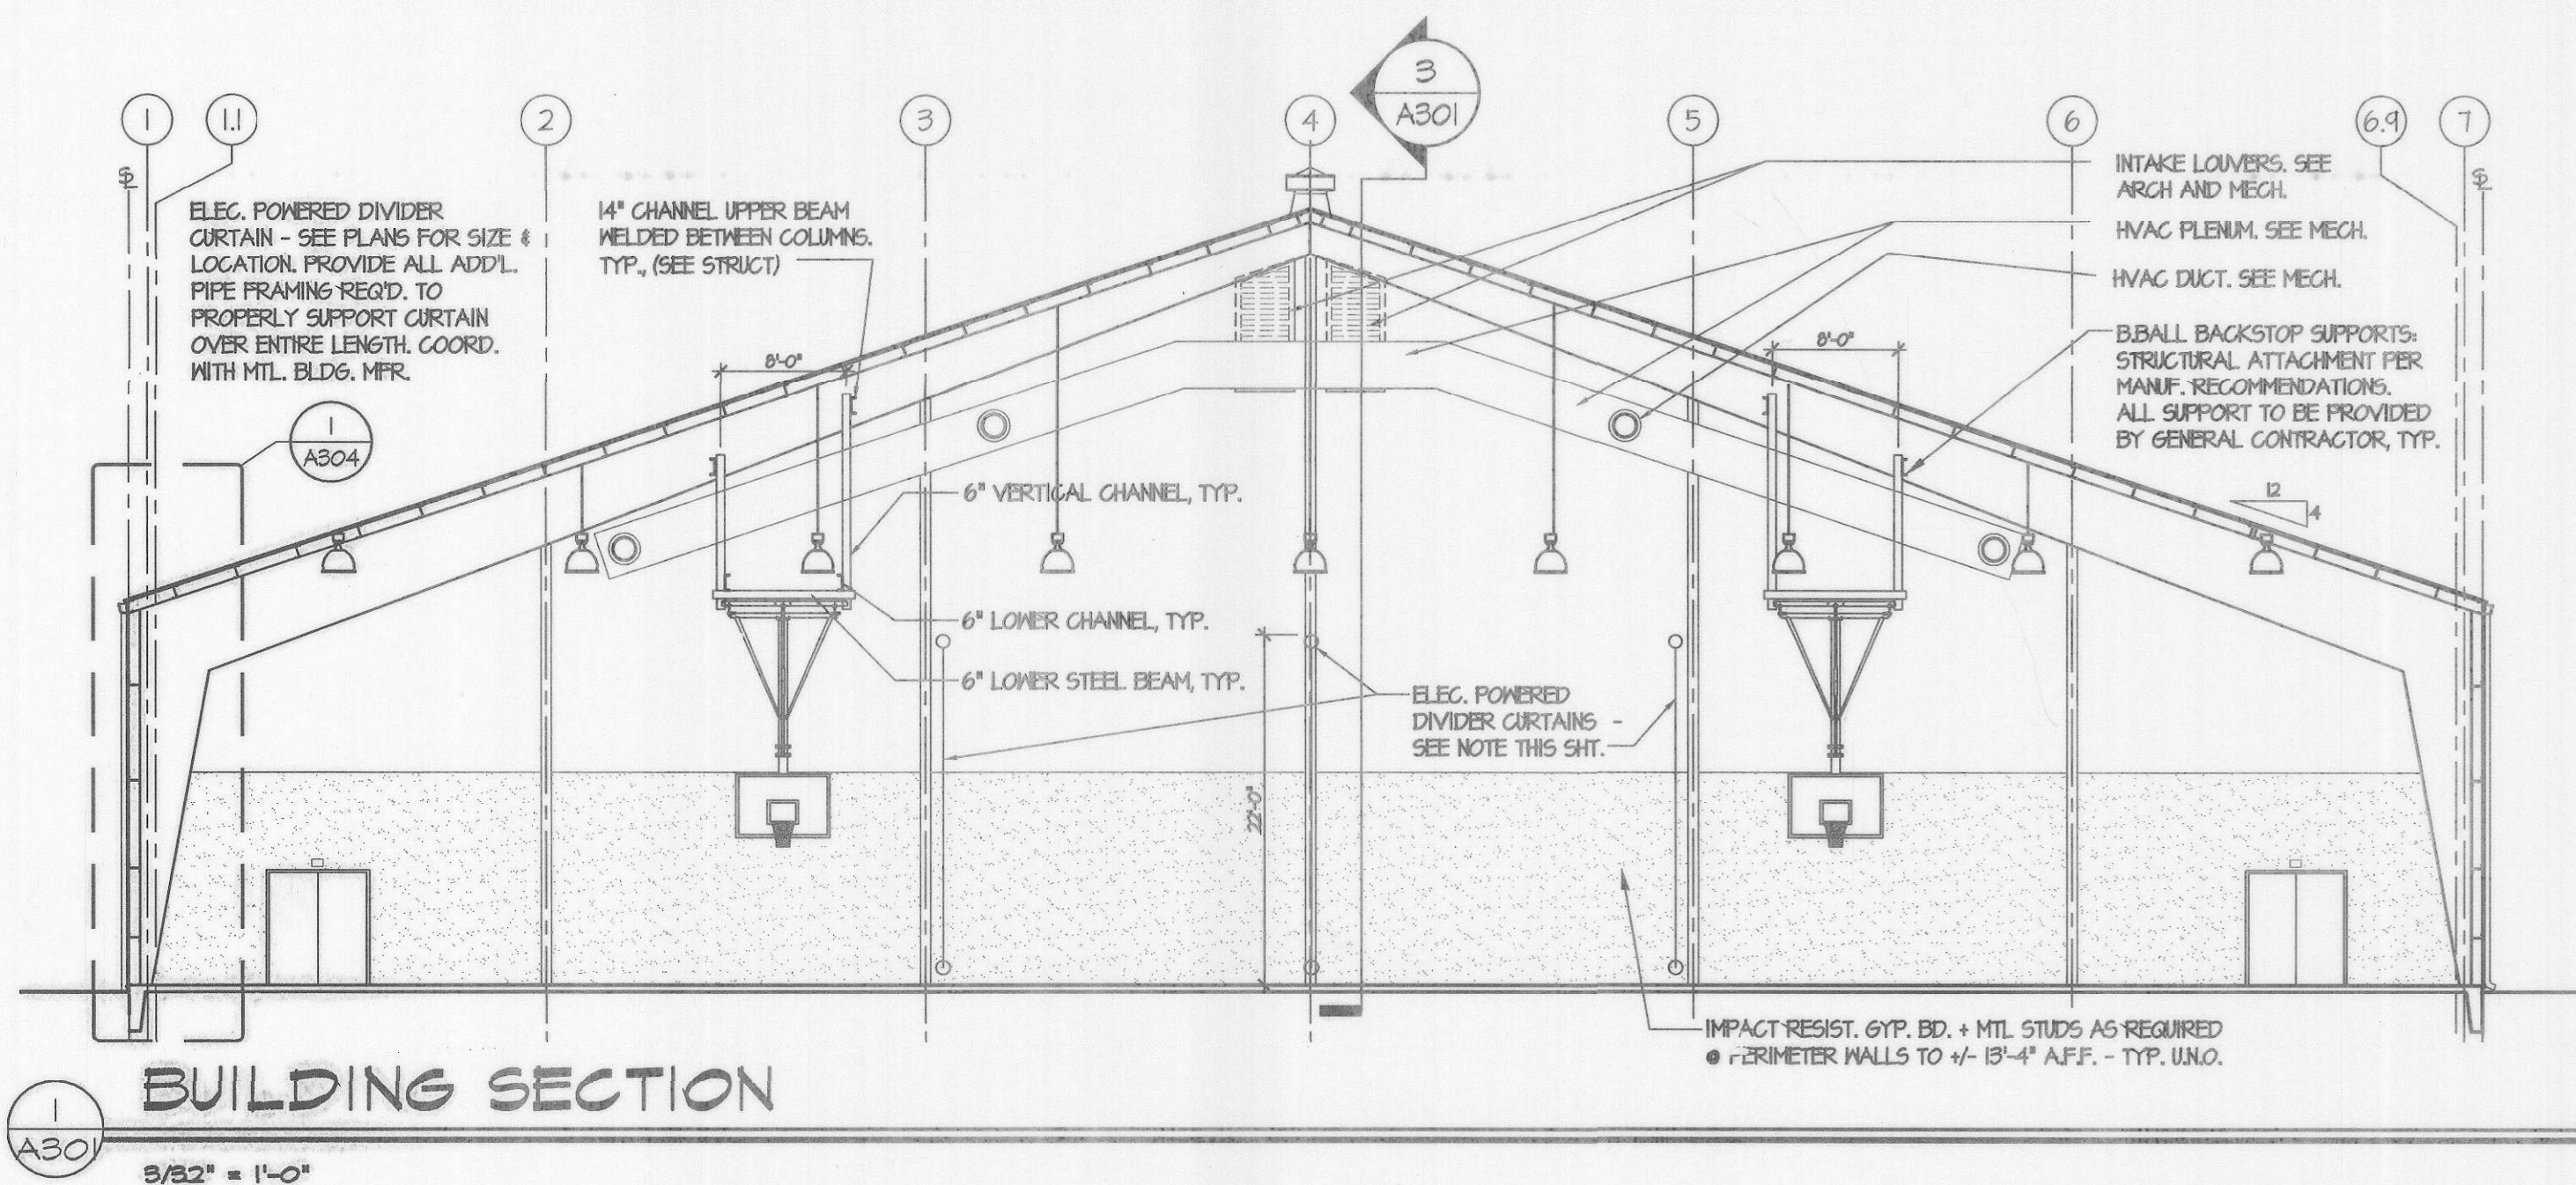 3
A301
1
1.1
2
3
4
5
6
6.9
7
ELEC. POWERED DIVIDER
CURTAIN - SEE PLANS FOR SIZE &
LOCATION. PROVIDE ALL ADD'L.
PIPE FRAMING REQ'D. TO
PROPERLY SUPPORT CURTAIN
OVER ENTIRE LENGTH. COORD.
WITH MTL. BLDG. MFR.
14" CHANNEL UPPER BEAM
WELDED BETWEEN COLUMNS.
TYP., (SEE STRUCT)
INTAKE LOUVERS. SEE
ARCH AND MECH.
HVAC PLENUM. SEE MECH.
HVAC DUCT. SEE MECH.
B.BALL BACKSTOP SUPPORTS:
STRUCTURAL ATTACHMENT PER
MANUF. RECOMMENDATIONS.
ALL SUPPORT TO BE PROVIDED
BY GENERAL CONTRACTOR, TYP.
8'-0"
8'-0"
1
A304
12
4
6" VERTICAL CHANNEL, TYP.
6" LOWER CHANNEL, TYP.
6" LOWER STEEL BEAM, TYP.
ELEC. POWERED
DIVIDER CURTAINS -
SEE NOTE THIS SHT.
22'-0"
IMPACT RESIST. GYP. BD. + MTL STUDS AS REQUIRED
@ PERIMETER WALLS TO +/- 13'-4" A.F.F. - TYP. U.N.O.
BUILDING SECTION
1
A301
3/32" = 1'-0"